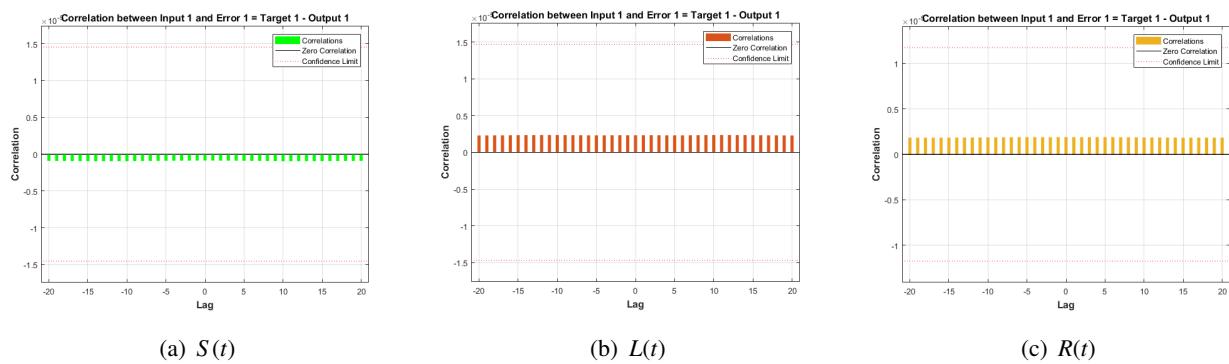 Correlation between Input 1 and Error 1 = Target 1 - Output 1
1.5
1
0.5
0
-0.5
-1
-1.5
Correlation
Correlations
Zero Correlation
Confidence Limit
-20 -15 -10 -5 0 5 10 15 20
Lag
(a) S(t)
Correlation between Input 1 and Error 1 = Target 1 - Output 1
1.5
1
0.5
0
-0.5
-1
-1.5
Correlation
Correlations
Zero Correlation
Confidence Limit
-20 -15 -10 -5 0 5 10 15 20
Lag
(b) L(t)
Correlation between Input 1 and Error 1 = Target 1 - Output 1
1
0.5
0
-0.5
-1
Correlation
Correlations
Zero Correlation
Confidence Limit
-20 -15 -10 -5 0 5 10 15 20
Lag
(c) R(t)